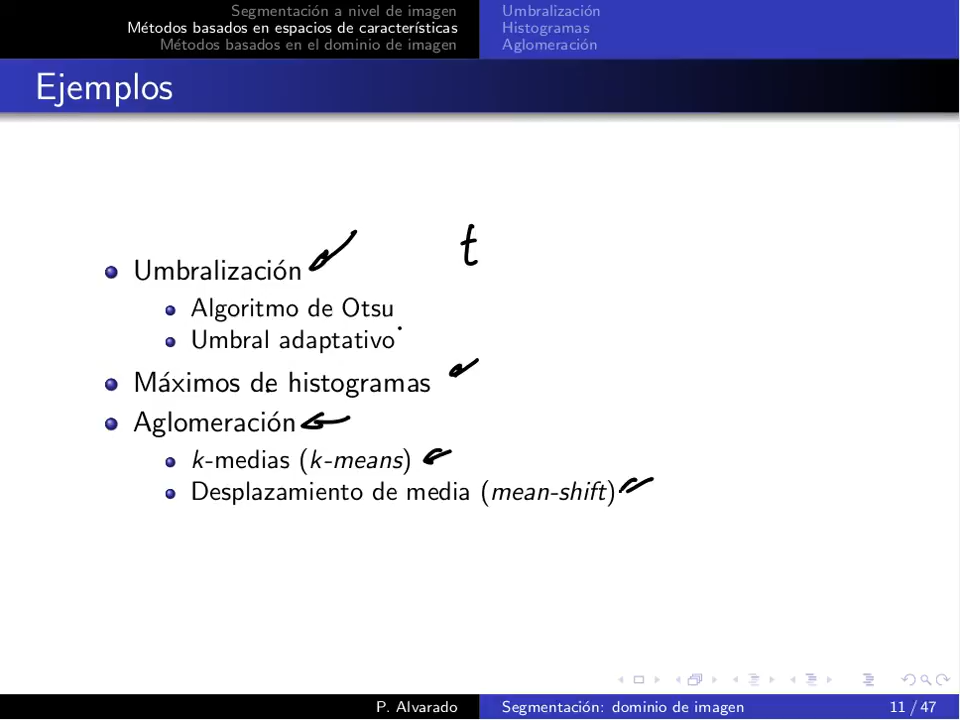 Segmentación a nivel de imagen
Métodos basados en espacios de características
Métodos basados en el dominio de imagen
Umbralización
Histogramas
Aglomeración
Ejemplos
t
Umbralización
Algoritmo de Otsu
Umbral adaptativo
Máximos de histogramas
Aglomeración
k-medias (k-means)
Desplazamiento de media (mean-shift)
P. Alvarado
Segmentación: dominio de imagen
11 / 47